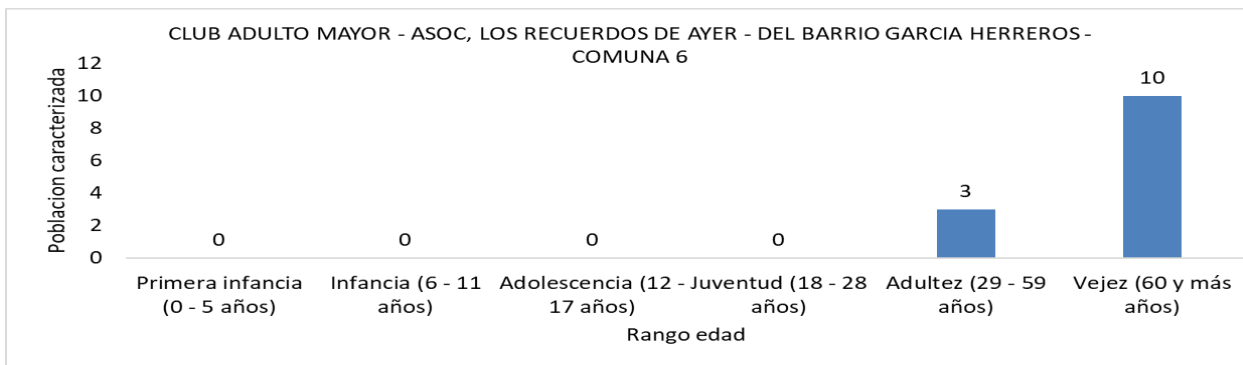 CLUB ADULTO MAYOR - ASOC, LOS RECUERDOS DE AYER - DEL BARRIO GARCIA HERREROS -
COMUNA 6
Poblacion caracterizada
12
10
8
6
4
2
0
0
0
0
0
3
10
Primera infancia
(0 - 5 años)
Infancia (6 - 11
años)
Adolescencia (12 -
17 años)
Juventud (18 - 28
años)
Adultez (29 - 59
años)
Vejez (60 y más
años)
Rango edad